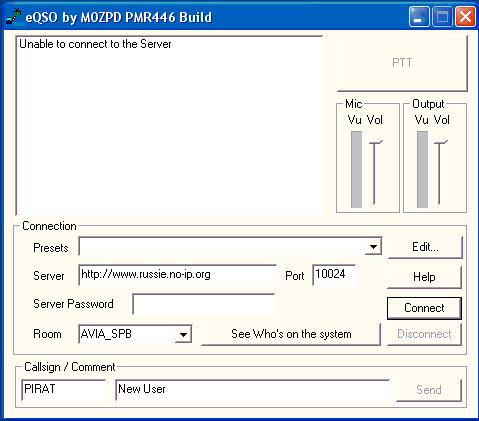 eQSO by M0ZPD PMR446 Build
Unable to connect to the Server
PTT
Mic
Vu Vol
Output
Vu Vol
Connection
Presets
Edit...
Server
http://www.russie.no-ip.org
Port
10024
Help
Server Password
Connect
Room
AVIA_SPB
See Who's on the system
Disconnect
Callsign / Comment
PIRAT
New User
Send